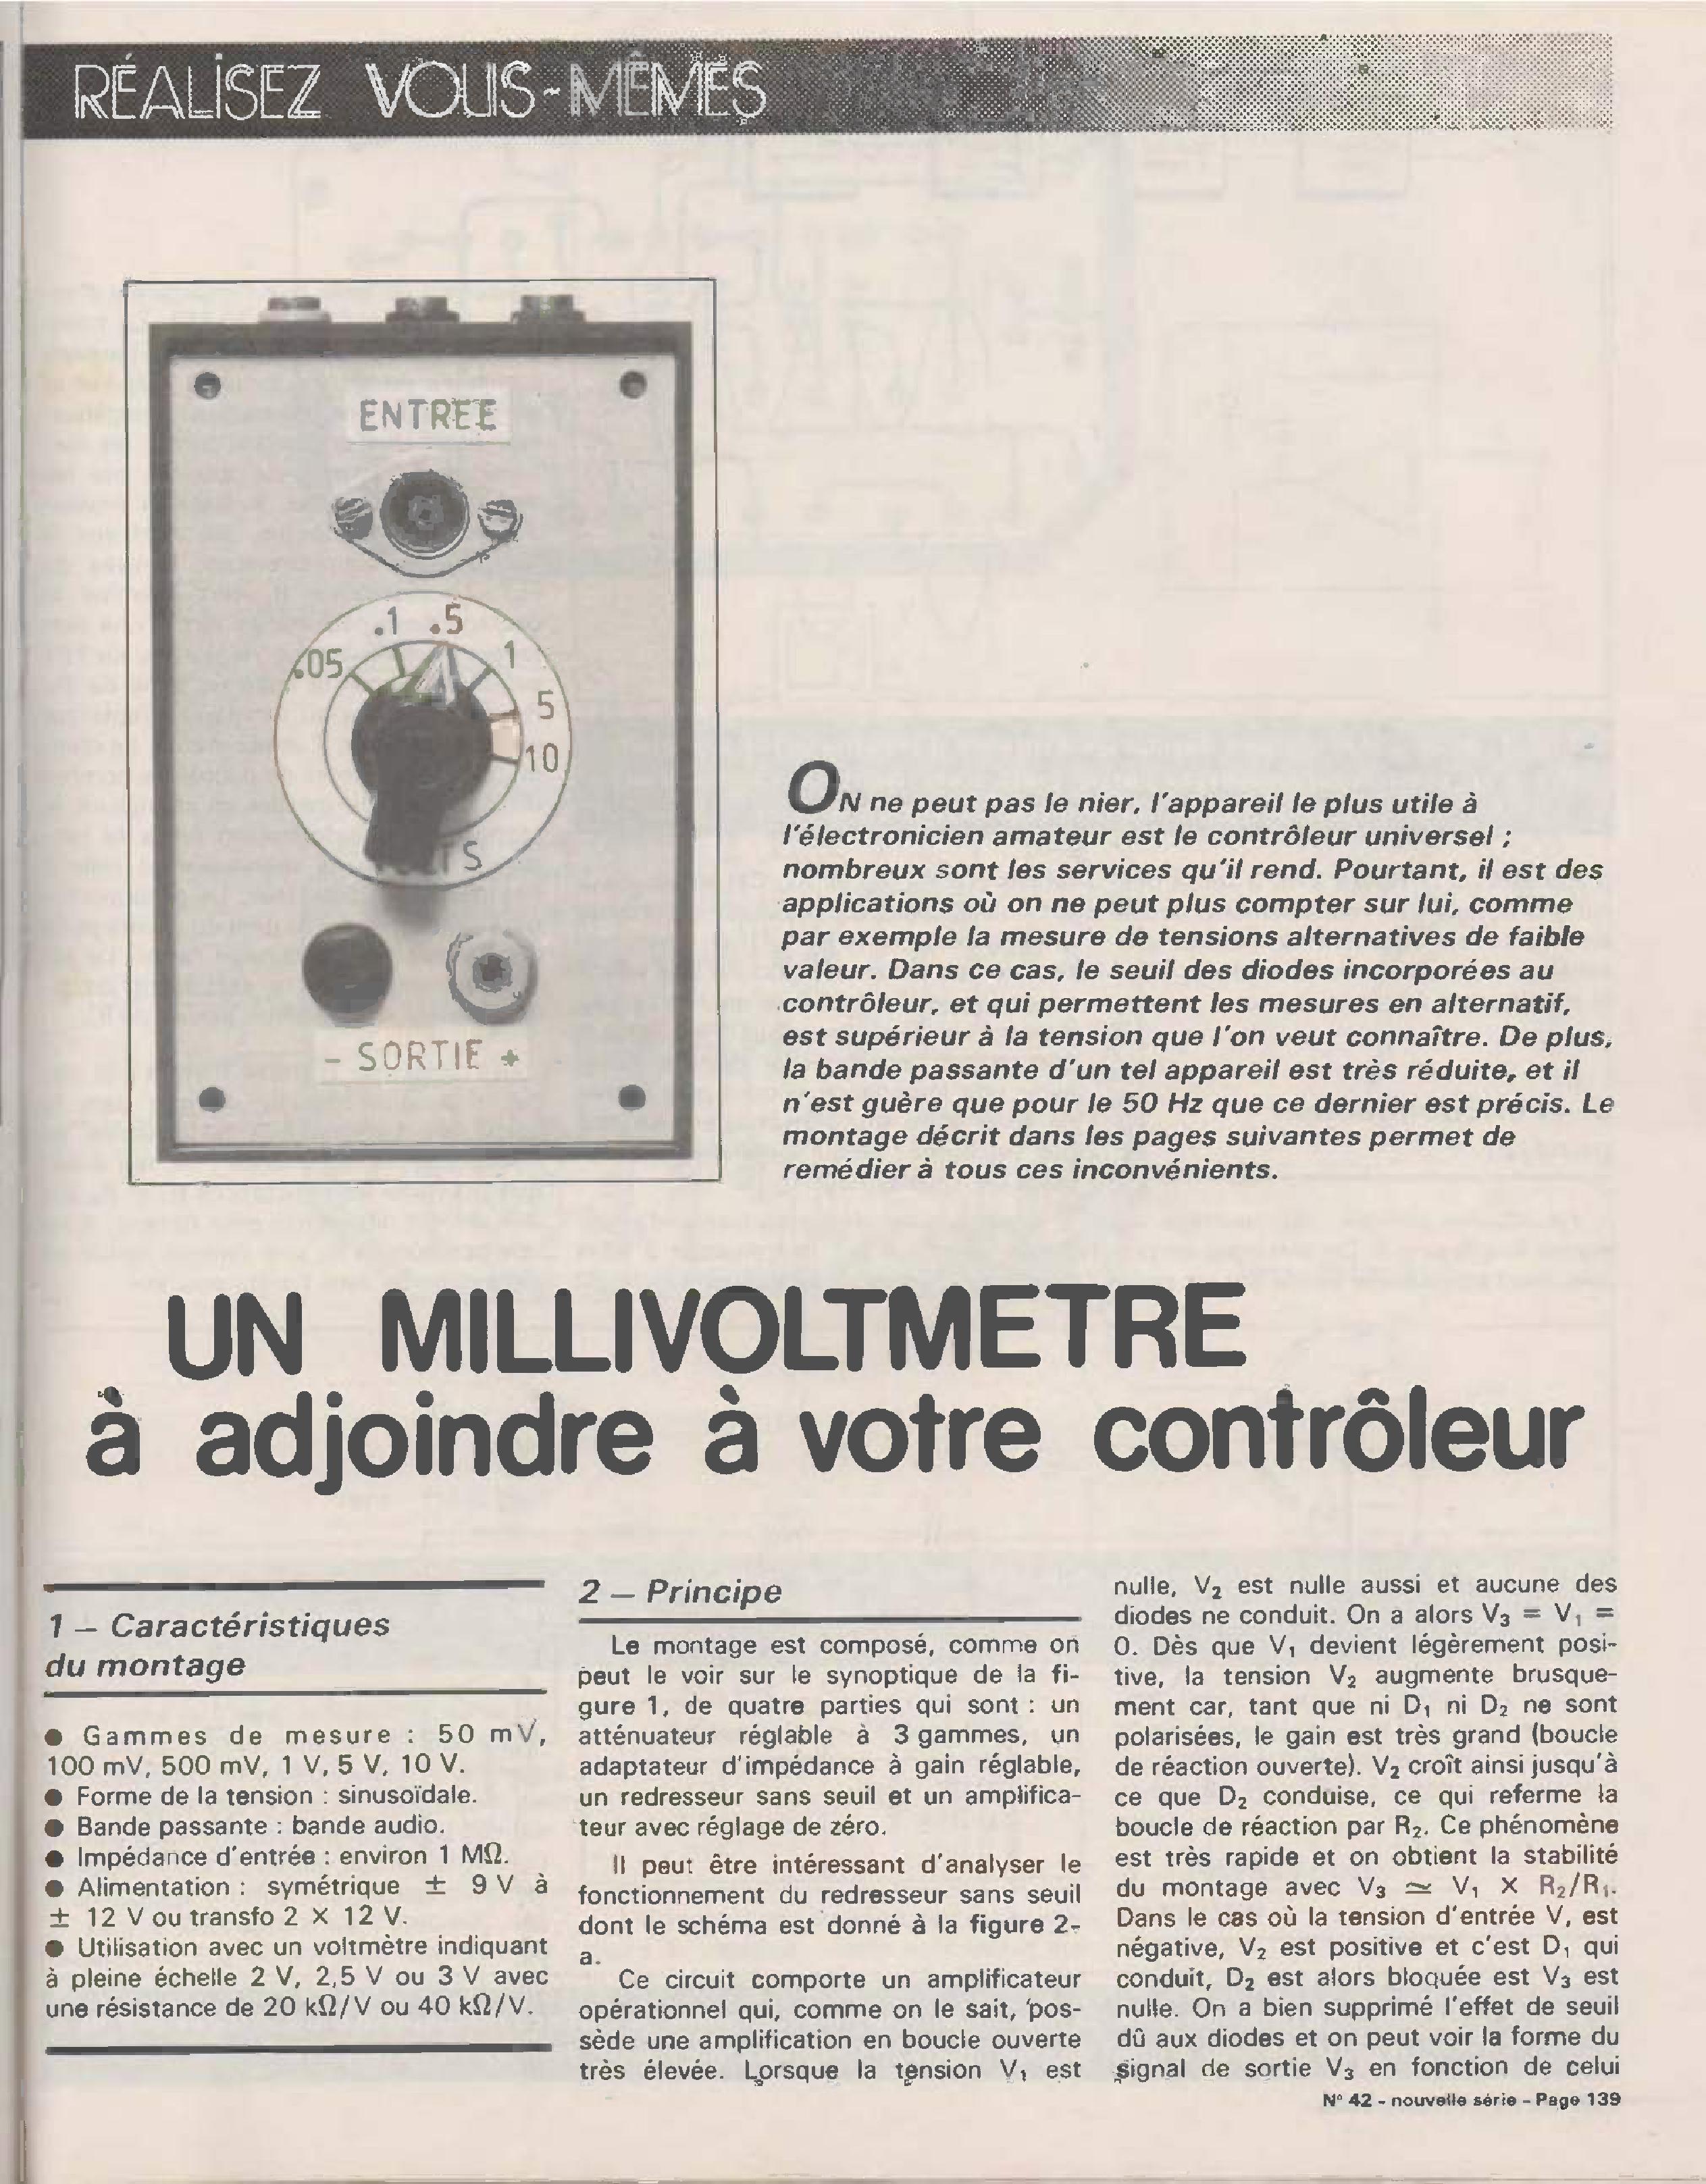 RÉALISEZ VOUS-MÊMES
ENTREE
.05
.1
.5
1
5
10
- SORTIE +
ON ne peut pas le nier, l'appareil le plus utile à
l'électronicien amateur est le contrôleur universel ;
nombreux sont les services qu'il rend. Pourtant, il est des
applications où on ne peut plus compter sur lui, comme
par exemple la mesure de tensions alternatives de faible
valeur. Dans ce cas, le seuil des diodes incorporées au
contrôleur, et qui permettent les mesures en alternatif,
est supérieur à la tension que l'on veut connaître. De plus,
la bande passante d'un tel appareil est très réduite, et il
n'est guère que pour le 50 Hz que ce dernier est précis. Le
montage décrit dans les pages suivantes permet de
remédier à tous ces inconvénients.
UN MILLIVOLTMETRE
à adjoindre à votre contrôleur
1 – Caractéristiques
du montage
● Gammes de mesure : 50 mV,
100 mV, 500 mV, 1 V, 5 V, 10 V.
● Forme de la tension : sinusoïdale.
● Bande passante : bande audio.
● Impédance d'entrée : environ 1 MΩ.
● Alimentation : symétrique ± 9 V à
± 12 V ou transfo 2 X 12 V.
● Utilisation avec un voltmètre indiquant
à pleine échelle 2 V, 2,5 V ou 3 V avec
une résistance de 20 kΩ/V ou 40 kΩ/V.
2 – Principe
Le montage est composé, comme on
peut le voir sur le synoptique de la fi-
gure 1, de quatre parties qui sont : un
atténuateur réglable à 3 gammes, un
adaptateur d'impédance à gain réglable,
un redresseur sans seuil et un amplifica-
teur avec réglage de zéro.
Il peut être intéressant d'analyser le
fonctionnement du redresseur sans seuil
dont le schéma est donné à la figure 2-
a.
Ce circuit comporte un amplificateur
opérationnel qui, comme on le sait, pos-
sède une amplification en boucle ouverte
très élevée. Lorsque la tension V₁ est
nulle, V₂ est nulle aussi et aucune des
diodes ne conduit. On a alors V₃ = V₁ =
0. Dès que V₁ devient légèrement posi-
tive, la tension V₂ augmente brusque-
ment car, tant que ni D₁ ni D₂ ne sont
polarisées, le gain est très grand (boucle
de réaction ouverte). V₂ croît ainsi jusqu'à
ce que D₂ conduise, ce qui referme la
boucle de réaction par R₂. Ce phénomène
est très rapide et on obtient la stabilité
du montage avec V₃ ≃ V₁ X R₂/R₁.
Dans le cas où la tension d'entrée V, est
négative, V₂ est positive et c'est D₁ qui
conduit, D₂ est alors bloquée est V₃ est
nulle. On a bien supprimé l'effet de seuil
dû aux diodes et on peut voir la forme du
signal de sortie V₃ en fonction de celui
N° 42 - nouvelle série - Page 139